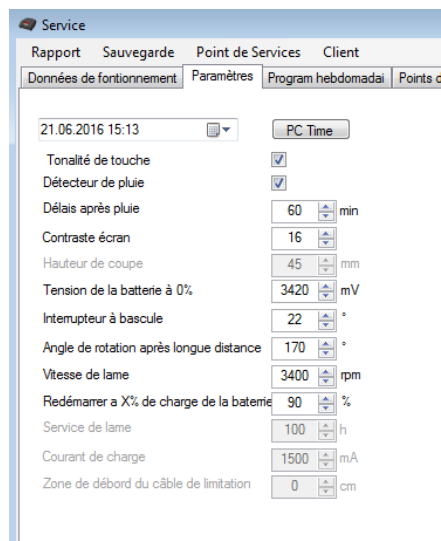 Service
Rapport Sauvegarde Point de Services Client
Données de fontionnement Paramètres Program hebdomadai Points d
21.06.2016 15:13 PC Time
Tonalité de touche
Détecteur de pluie
Délais après pluie 60 min
Contraste écran 16
Hauteur de coupe 45 mm
Tension de la batterie à 0% 3420 mV
Interrupteur à bascule 22 °
Angle de rotation après longue distance 170 °
Vitesse de lame 3400 rpm
Redémarrer a X% de charge de la baterie 90 %
Service de lame 100 h
Courant de charge 1500 mA
Zone de débord du câble de limitation 0 cm